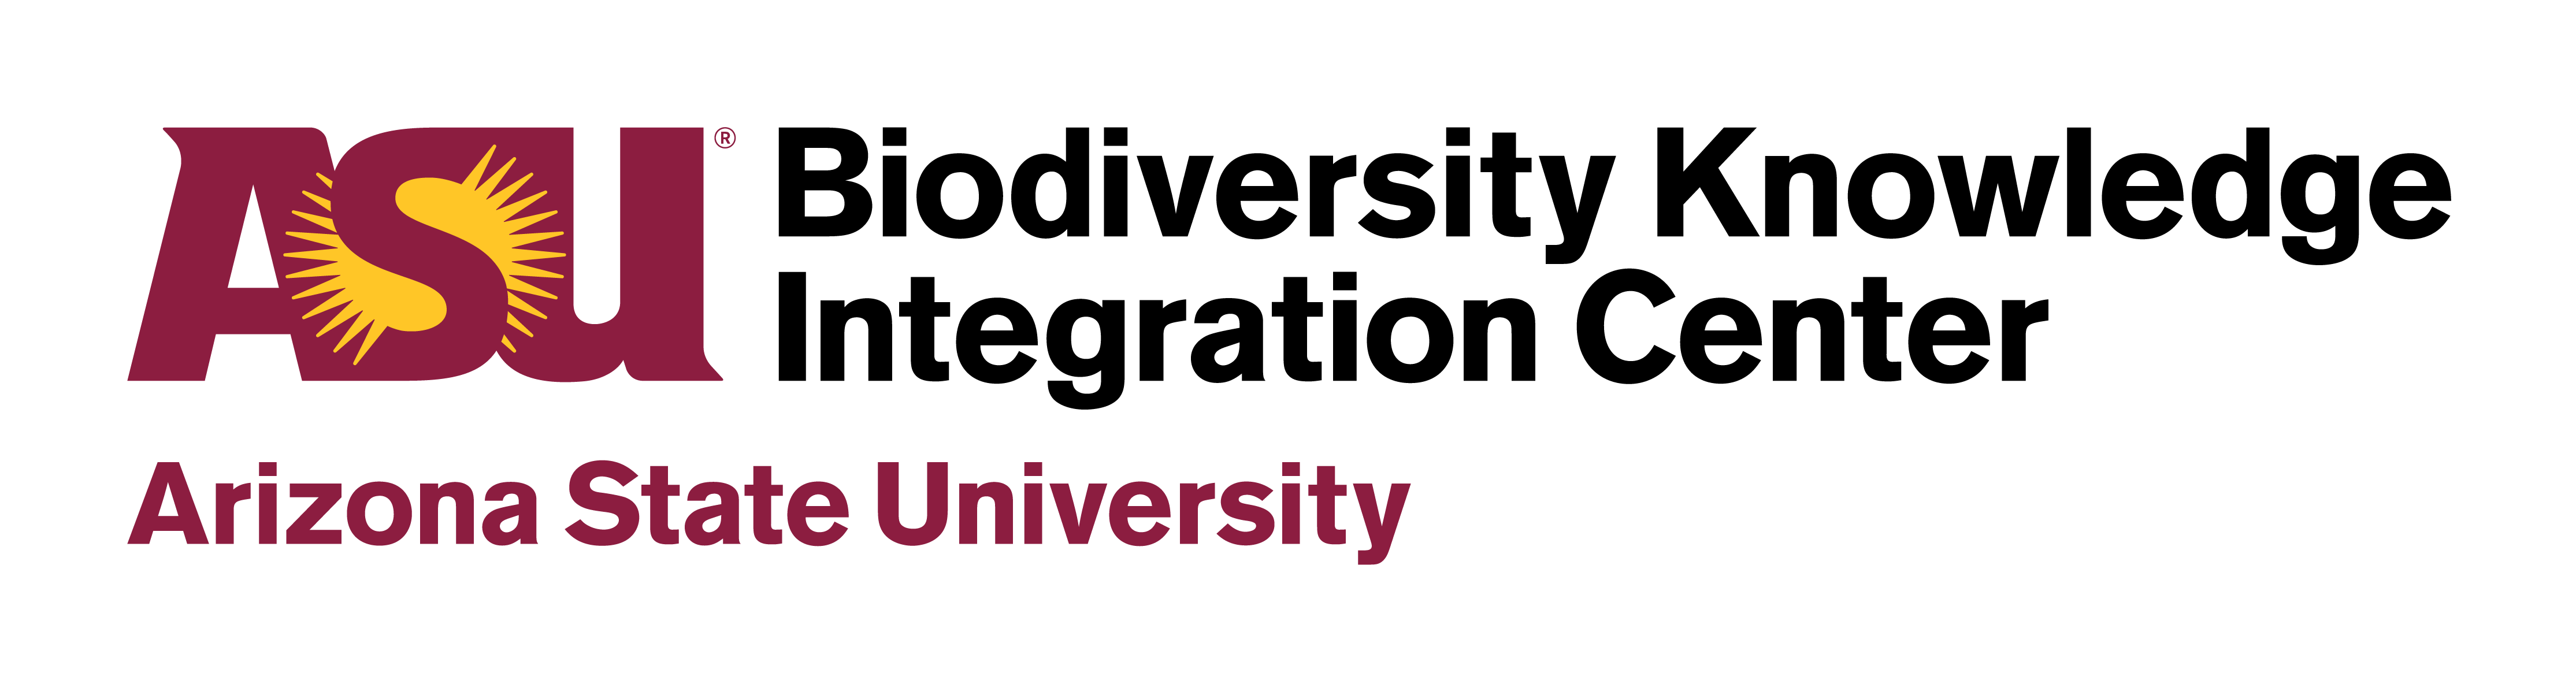 ASU® Biodiversity Knowledge
Integration Center
Arizona State University